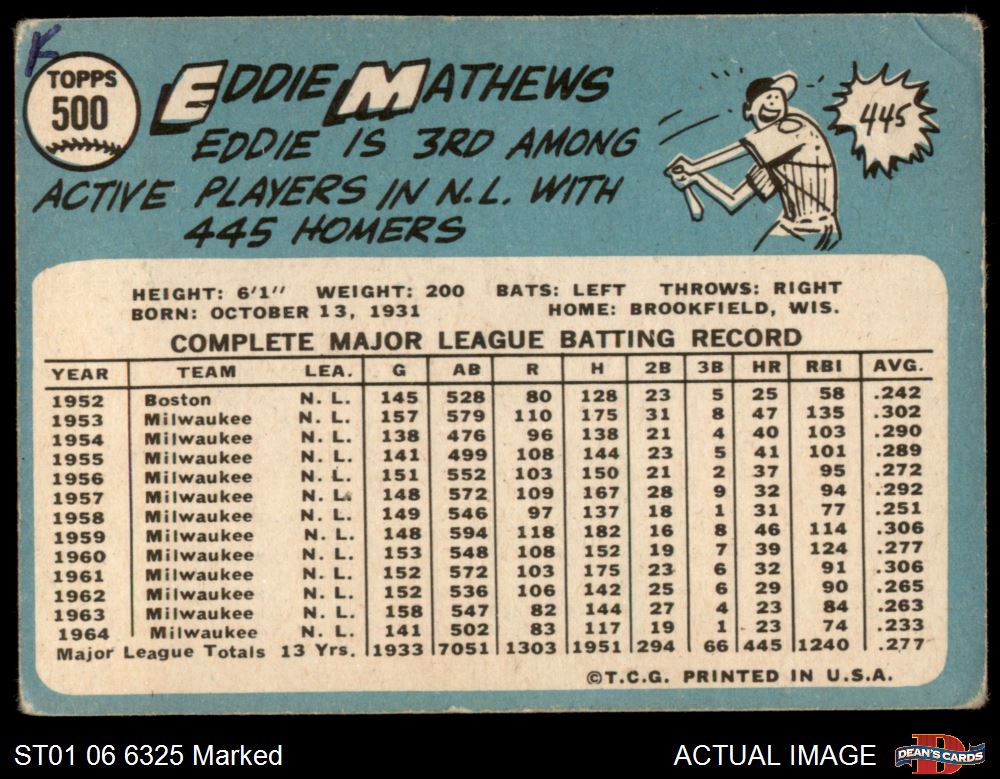 K
TOPPS
500
EDDIE MATHEWS
EDDIE IS 3RD AMONG
ACTIVE PLAYERS IN N.L. WITH
445 HOMERS
445
HEIGHT: 6'1" WEIGHT: 200 BATS: LEFT THROWS: RIGHT
BORN: OCTOBER 13, 1931 HOME: BROOKFIELD, WIS.
COMPLETE MAJOR LEAGUE BATTING RECORD
YEAR TEAM LEA. G AB R H 2B 3B HR RBI AVG.
1952 Boston N. L. 145 528 80 128 23 5 25 58 .242
1953 Milwaukee N. L. 157 579 110 175 31 8 47 135 .302
1954 Milwaukee N. L. 138 476 96 138 21 4 40 103 .290
1955 Milwaukee N. L. 141 499 108 144 23 5 41 101 .289
1956 Milwaukee N. L. 151 552 103 150 21 2 37 95 .272
1957 Milwaukee N. L. 148 572 109 167 28 9 32 94 .292
1958 Milwaukee N. L. 149 546 97 137 18 1 31 77 .251
1959 Milwaukee N. L. 148 594 118 182 16 8 46 114 .306
1960 Milwaukee N. L. 153 548 108 152 19 7 39 124 .277
1961 Milwaukee N. L. 152 572 103 175 23 6 32 91 .306
1962 Milwaukee N. L. 152 536 106 142 25 6 29 90 .265
1963 Milwaukee N. L. 158 547 82 144 27 4 23 84 .263
1964 Milwaukee N. L. 141 502 83 117 19 1 23 74 .233
Major League Totals 13 Yrs. 1933 7051 1303 1951 294 66 445 1240 .277
©T.C.G. PRINTED IN U.S.A.
ST01 06 6325 Marked ACTUAL IMAGE DEAN'S CARDS